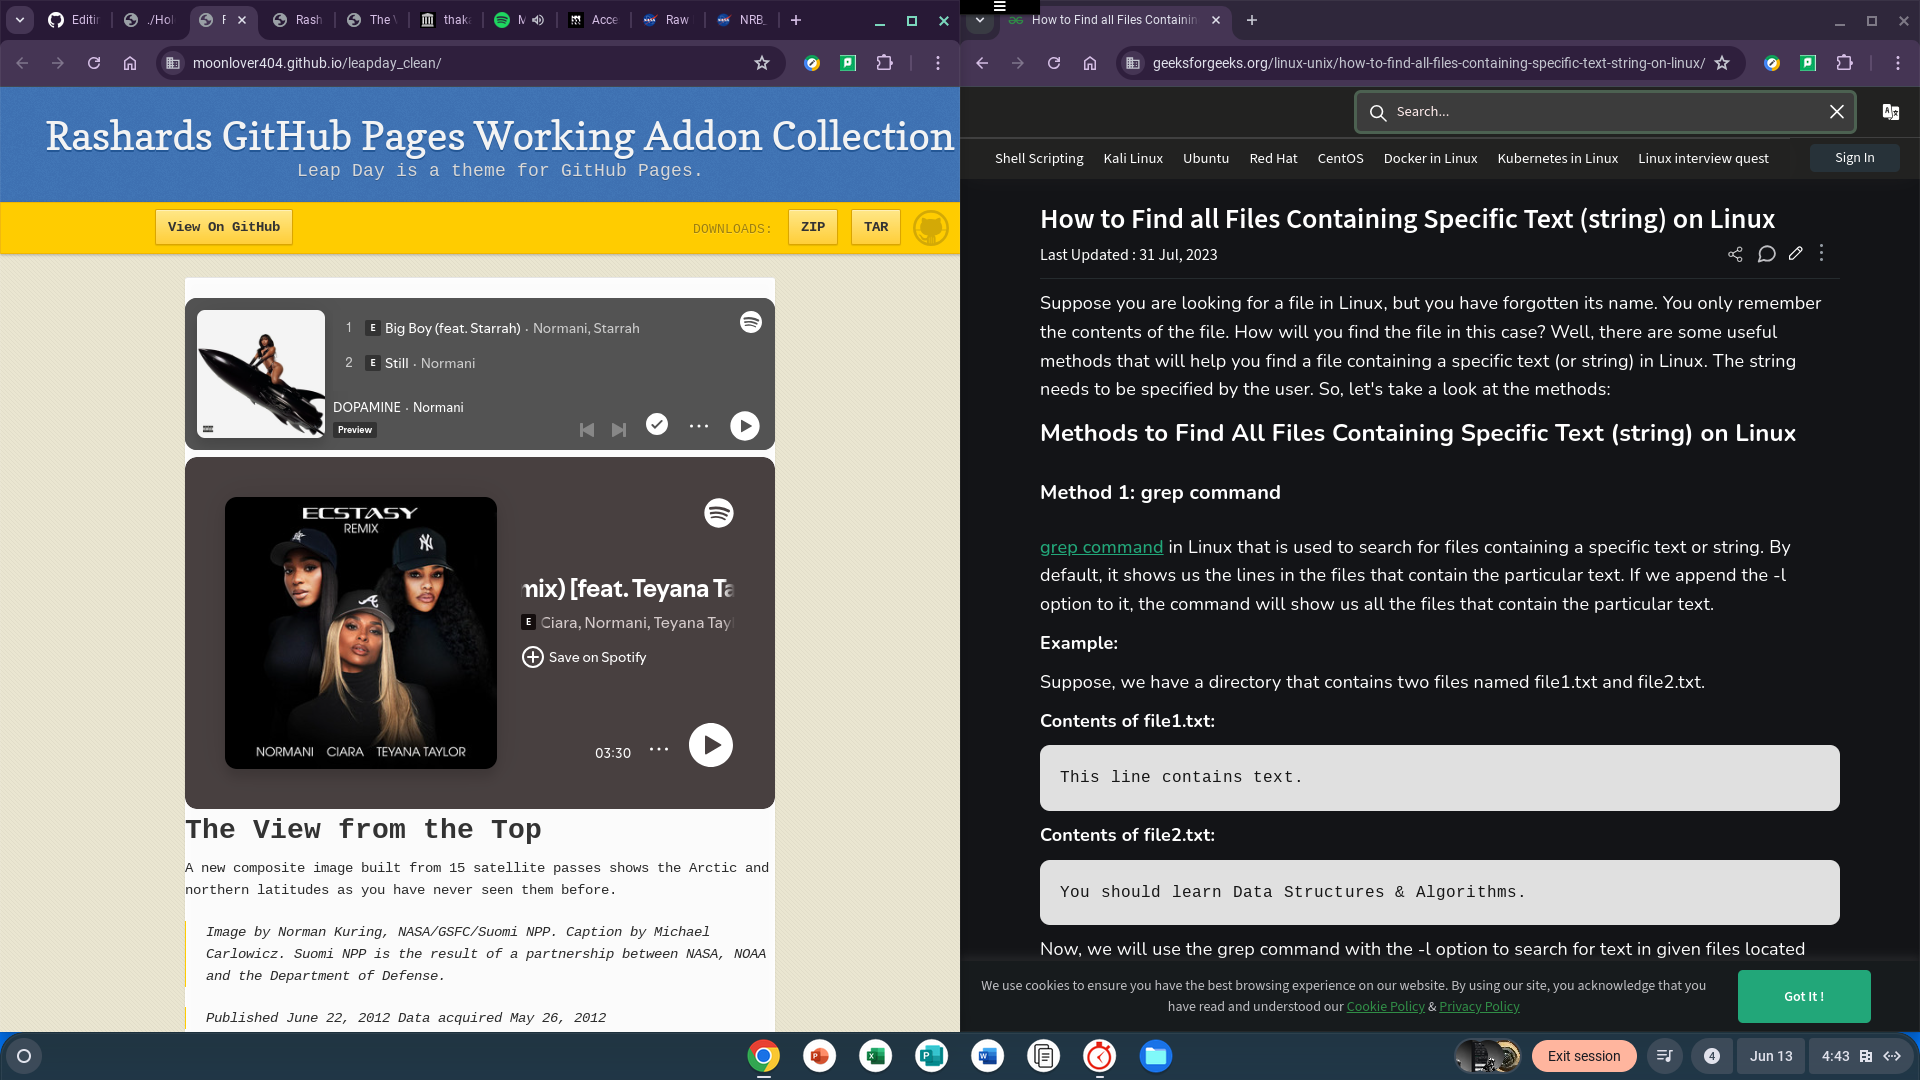 Editi
./Hol
F
Rash
The
thaka
M
Acce
Raw
NRB_
moonlover404.github.io/leapday_clean/
Rashards GitHub Pages Working Addon Collection
Leap Day is a theme for GitHub Pages.
View On GitHub
DOWNLOADS:
ZIP
TAR
1 E Big Boy (feat. Starrah) · Normani, Starrah
2 E Still · Normani
DOPAMINE · Normani
Preview
ECSTASY
REMIX
NORMANI CIARA TEYANA TAYLOR
mix) [feat. Teyana Ta
E Ciara, Normani, Teyana Tayl
Save on Spotify
03:30
The View from the Top
A new composite image built from 15 satellite passes shows the Arctic and
northern latitudes as you have never seen them before.
Image by Norman Kuring, NASA/GSFC/Suomi NPP. Caption by Michael
Carlowicz. Suomi NPP is the result of a partnership between NASA, NOAA
and the Department of Defense.
Published June 22, 2012 Data acquired May 26, 2012
How to Find all Files Containin
geeksforgeeks.org/linux-unix/how-to-find-all-files-containing-specific-text-string-on-linux/
Search...
Shell Scripting Kali Linux Ubuntu Red Hat CentOS Docker in Linux Kubernetes in Linux Linux interview quest
Sign In
How to Find all Files Containing Specific Text (string) on Linux
Last Updated : 31 Jul, 2023
Suppose you are looking for a file in Linux, but you have forgotten its name. You only remember
the contents of the file. How will you find the file in this case? Well, there are some useful
methods that will help you find a file containing a specific text (or string) in Linux. The string
needs to be specified by the user. So, let's take a look at the methods:
Methods to Find All Files Containing Specific Text (string) on Linux
Method 1: grep command
grep command in Linux that is used to search for files containing a specific text or string. By
default, it shows us the lines in the files that contain the particular text. If we append the -l
option to it, the command will show us all the files that contain the particular text.
Example:
Suppose, we have a directory that contains two files named file1.txt and file2.txt.
Contents of file1.txt:
This line contains text.
Contents of file2.txt:
You should learn Data Structures & Algorithms.
Now, we will use the grep command with the -l option to search for text in given files located
We use cookies to ensure you have the best browsing experience on our website. By using our site, you acknowledge that you
have read and understood our Cookie Policy & Privacy Policy
Got It !
Exit session
4
Jun 13
4:43